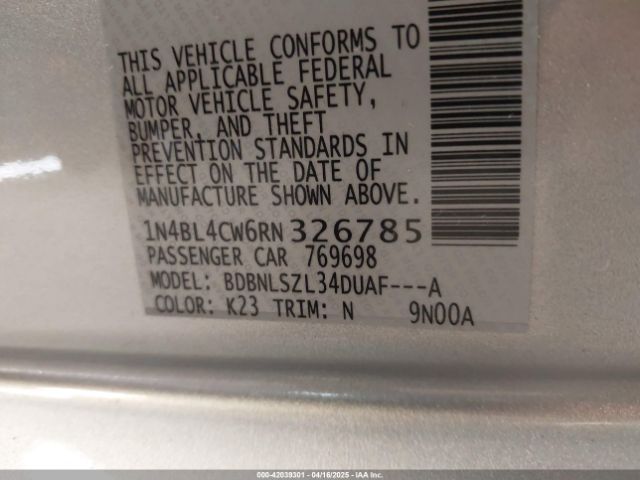 THIS VEHICLE CONFORMS TO
ALL APPLICABLE FEDERAL
MOTOR VEHICLE SAFETY,
BUMPER, AND THEFT
PREVENTION STANDARDS IN
EFFECT ON THE DATE OF
MANUFACTURE SHOWN ABOVE.
1N4BL4CW6RN 326785
PASSENGER CAR 769698
MODEL: BDBNLSZL34DUAF---A
COLOR: K23 TRIM: N 9N00A
000-42039301 - 04/16/2025 - IAA Inc.